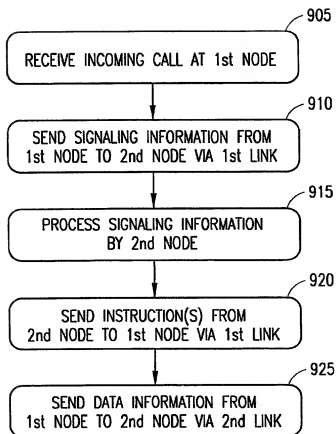 905
RECEIVE INCOMING CALL AT 1st NODE
910
SEND SIGNALING INFORMATION FROM
1st NODE TO 2nd NODE VIA 1st LINK
915
PROCESS SIGNALING INFORMATION
BY 2nd NODE
920
SEND INSTRUCTION(S) FROM
2nd NODE TO 1st NODE VIA 1st LINK
925
SEND DATA INFORMATION FROM
1st NODE TO 2nd NODE VIA 2nd LINK